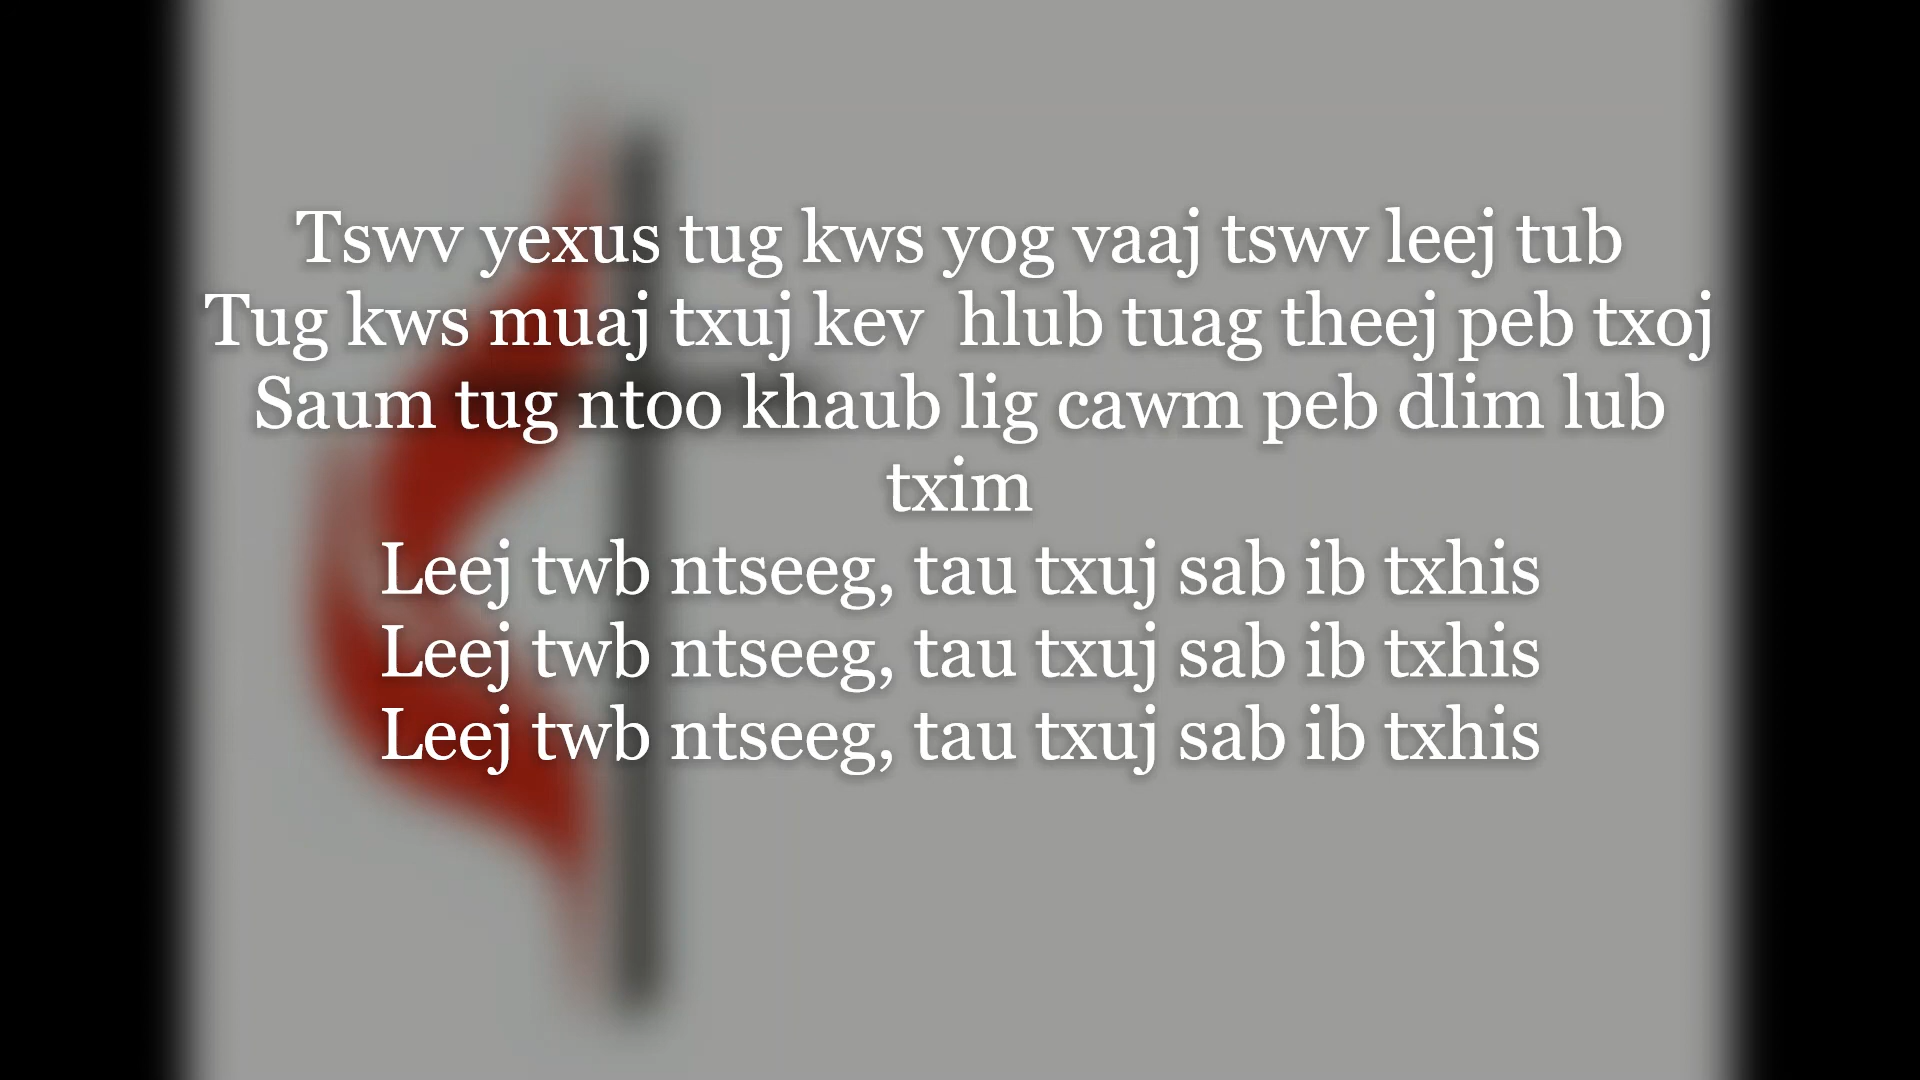 Tswv yexus tug kws yog vaaj tswv leej tub
Tug kws muaj txuj kev  hlub tuag theej peb txoj
Saum tug ntoo khaub lig cawm peb dlim lub
txim
Leej twb ntseeg, tau txuj sab ib txhis
Leej twb ntseeg, tau txuj sab ib txhis
Leej twb ntseeg, tau txuj sab ib txhis